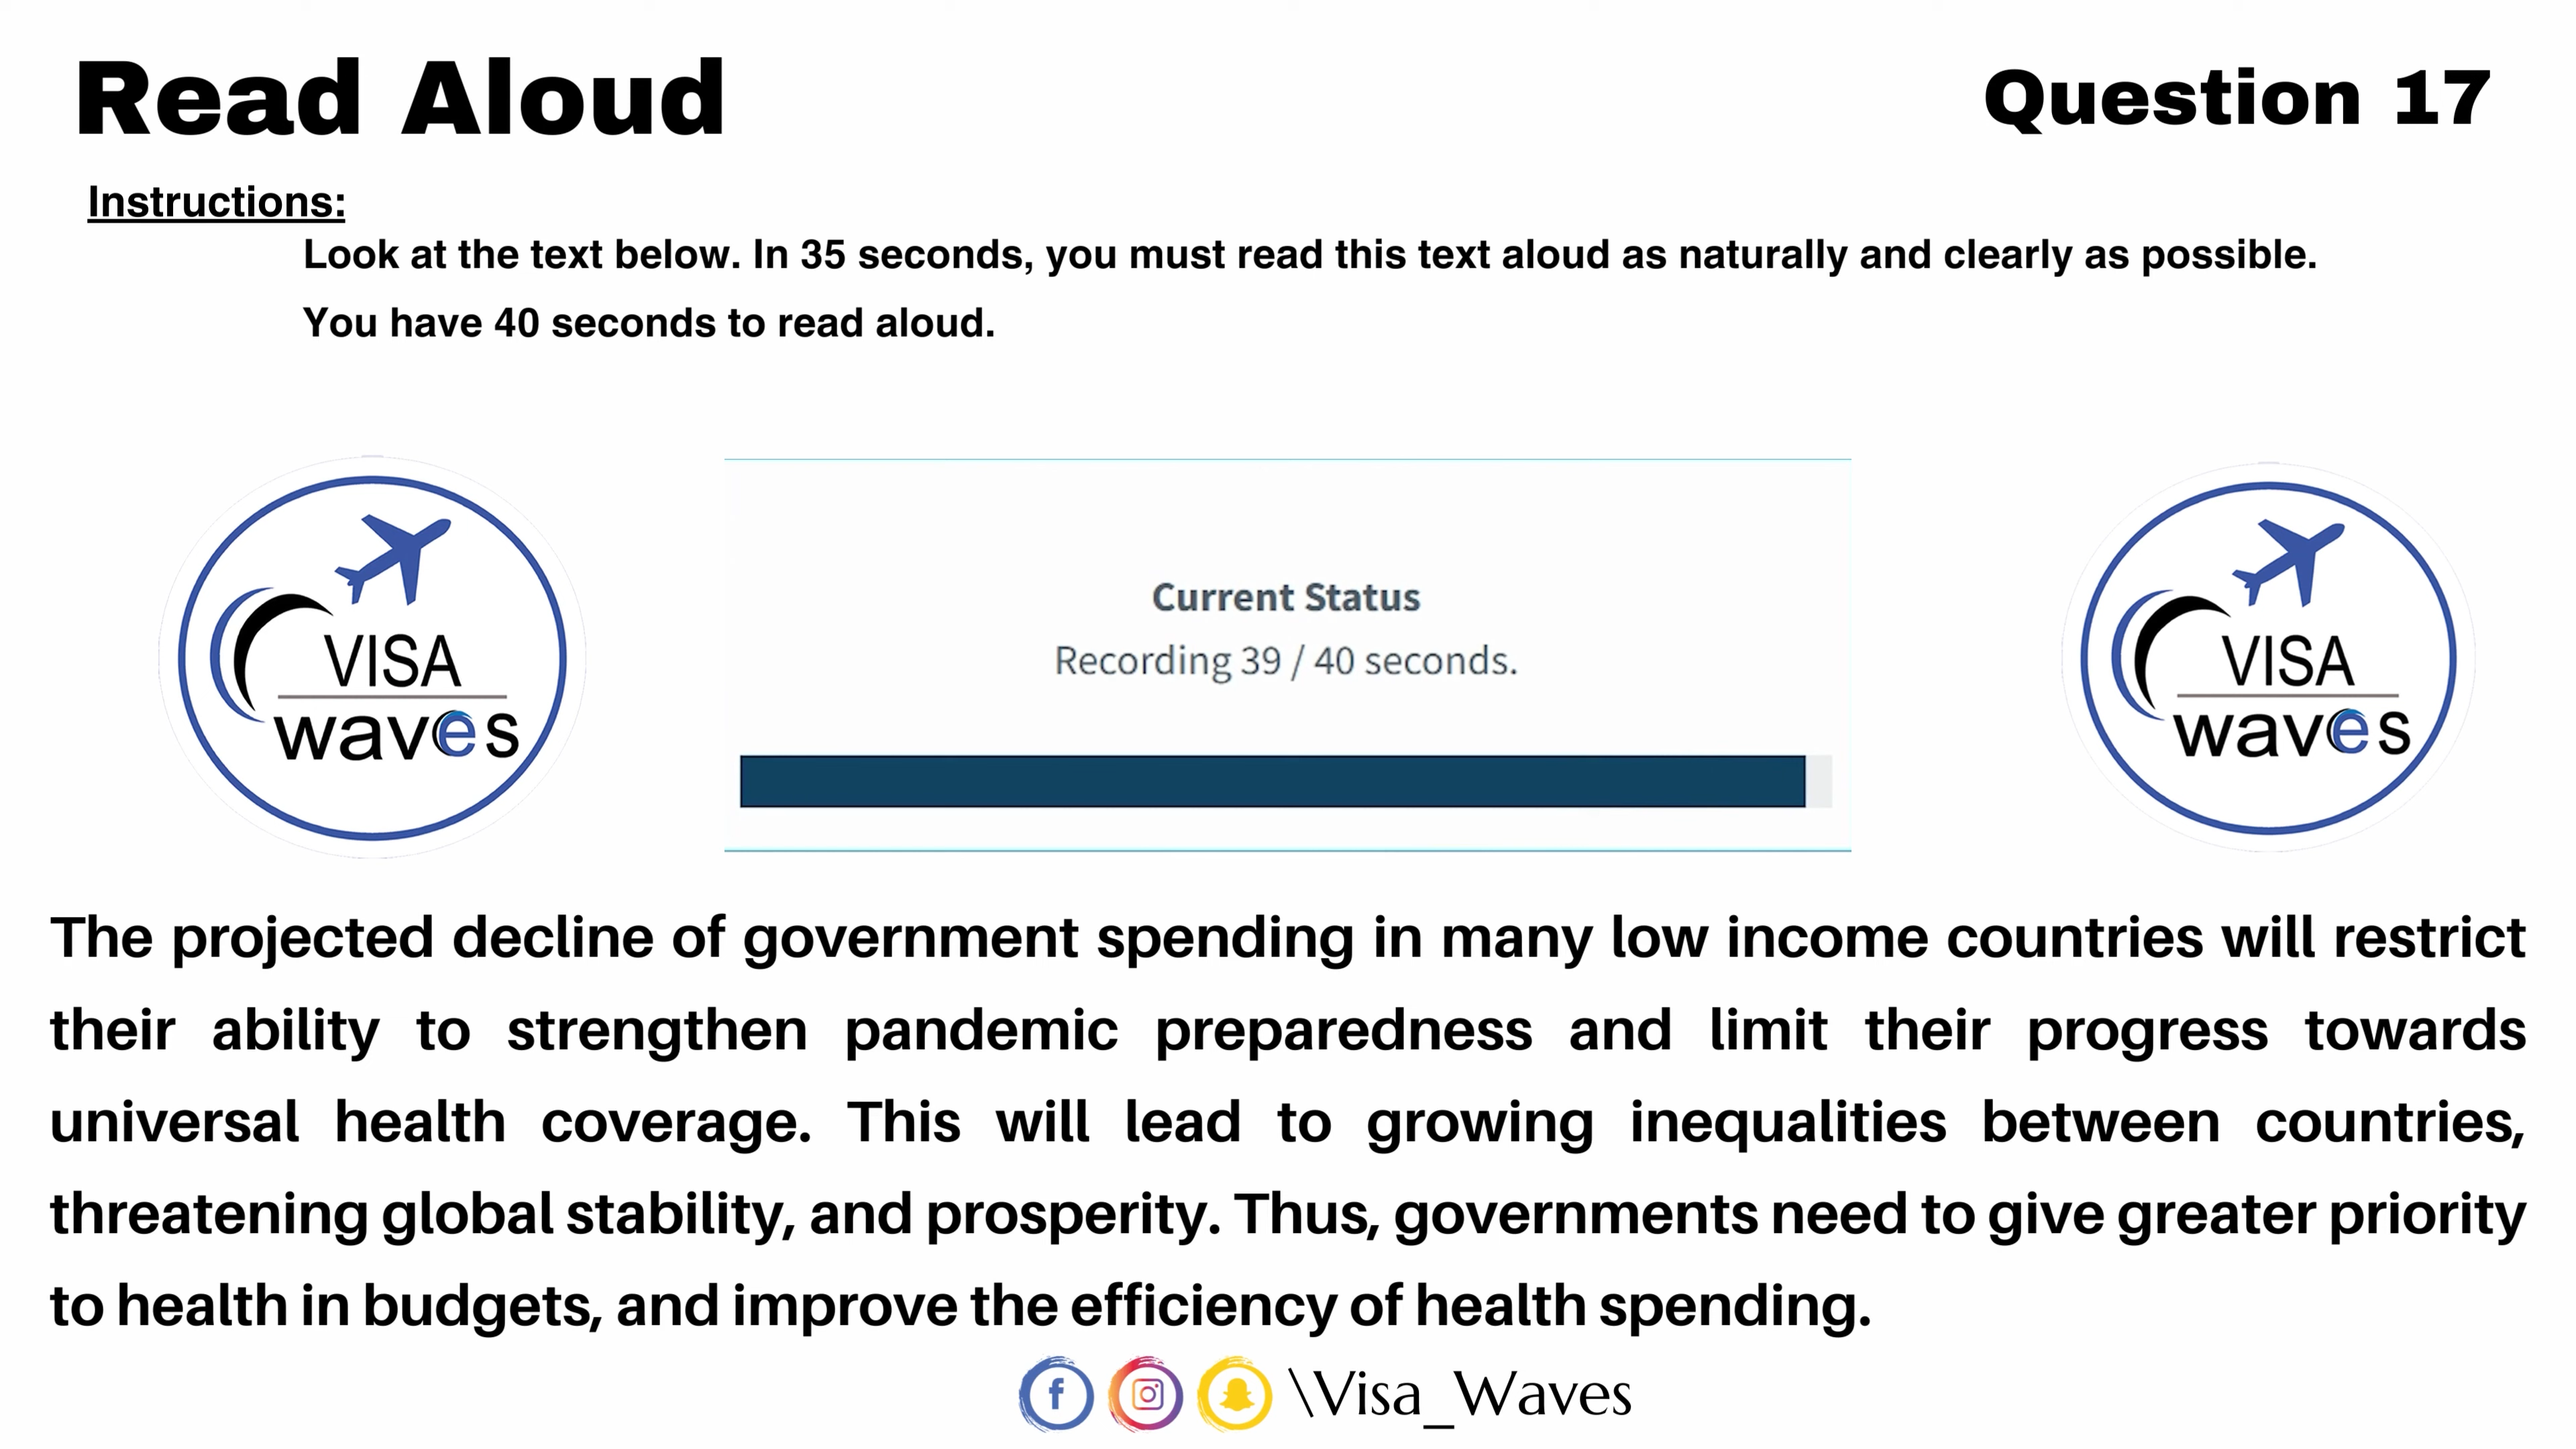 Read Aloud
Question 17
Instructions:
Look at the text below. In 35 seconds, you must read this text aloud as naturally and clearly as possible.
You have 40 seconds to read aloud.
VISA
waves
Current Status
Recording 39 / 40 seconds.
VISA
waves
The projected decline of government spending in many low income countries will restrict
their ability to strengthen pandemic preparedness and limit their progress towards
universal health coverage. This will lead to growing inequalities between countries,
threatening global stability, and prosperity. Thus, governments need to give greater priority
to health in budgets, and improve the efficiency of health spending.
\Visa_Waves